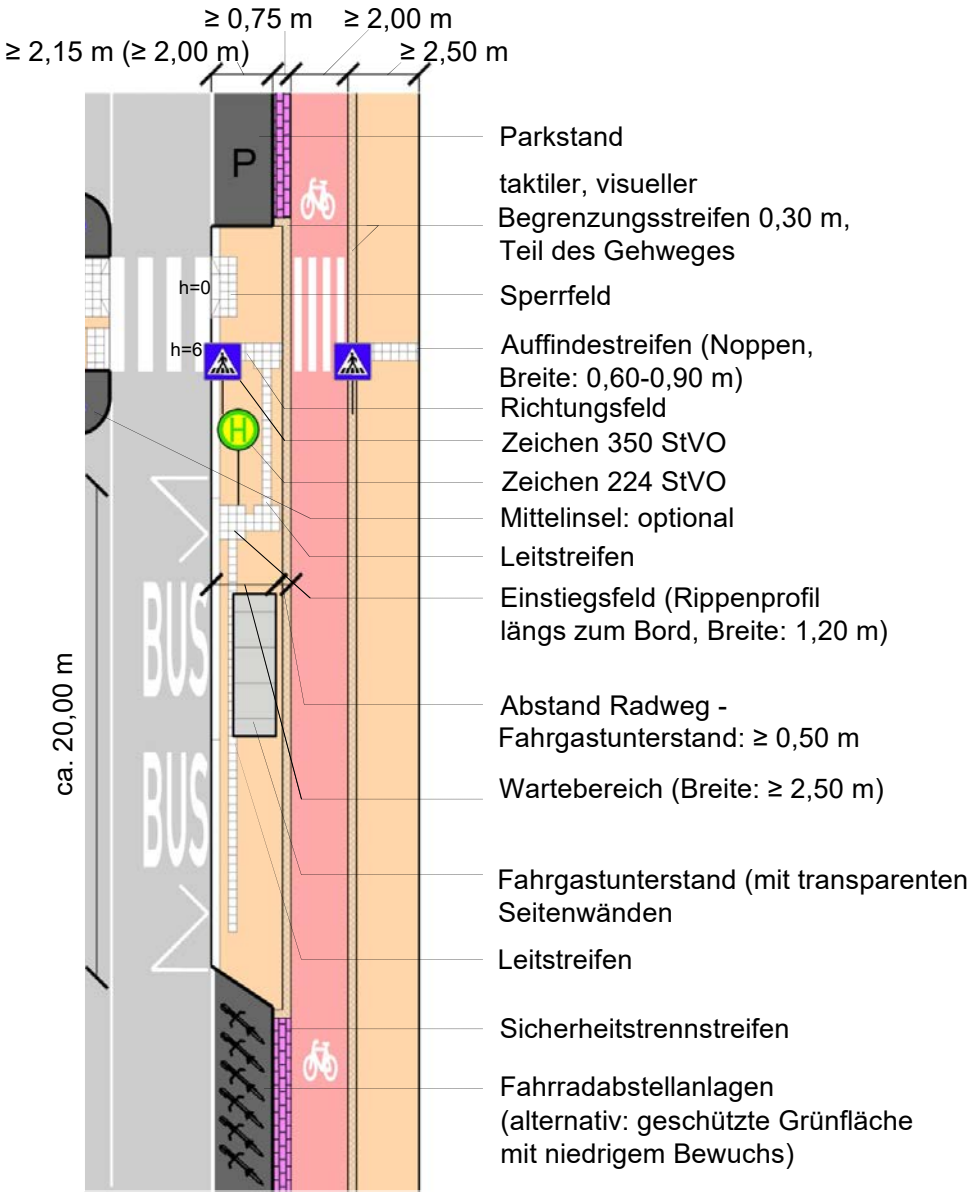 ≥ 0,75 m
≥ 2,00 m
≥ 2,15 m (≥ 2,00 m)
≥ 2,50 m
P
Parkstand
taktiler, visueller
Begrenzungsstreifen 0,30 m,
Teil des Gehweges
h=0
Sperrfeld
h=6
Auffindestreifen (Noppen,
Breite: 0,60-0,90 m)
Richtungsfeld
H
Zeichen 350 StVO
Zeichen 224 StVO
Mittelinsel: optional
Leitstreifen
Einstiegsfeld (Rippenprofil
längs zum Bord, Breite: 1,20 m)
BUS
ca. 20,00 m
Abstand Radweg -
Fahrgastunterstand: ≥ 0,50 m
Wartebereich (Breite: ≥ 2,50 m)
BUS
Fahrgastunterstand (mit transparenten
Seitenwänden
Leitstreifen
Sicherheitstrennstreifen
Fahrradabstellanlagen
(alternativ: geschützte Grünfläche
mit niedrigem Bewuchs)